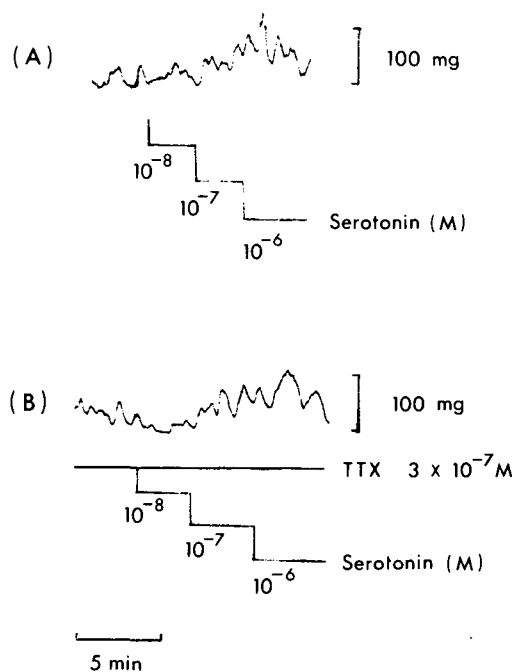 (A)
100 mg
10⁻⁸
10⁻⁷
10⁻⁶
Serotonin (M)
(B)
100 mg
TTX 3 x 10⁻⁷M
10⁻⁸
10⁻⁷
10⁻⁶
Serotonin (M)
5 min